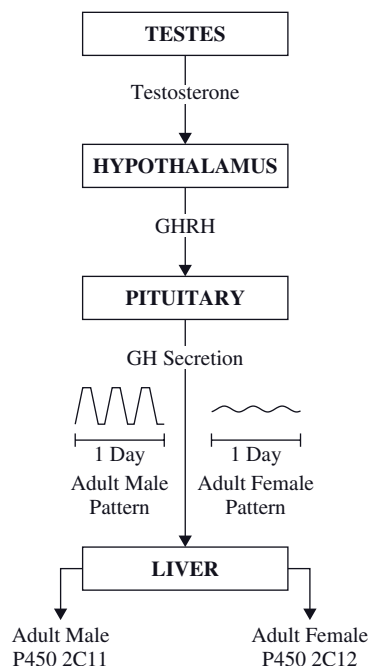 TESTES
Testosterone
HYPOTHALAMUS
GHRH
PITUITARY
GH Secretion
1 Day
Adult Male
Pattern
1 Day
Adult Female
Pattern
LIVER
Adult Male
P450 2C11
Adult Female
P450 2C12